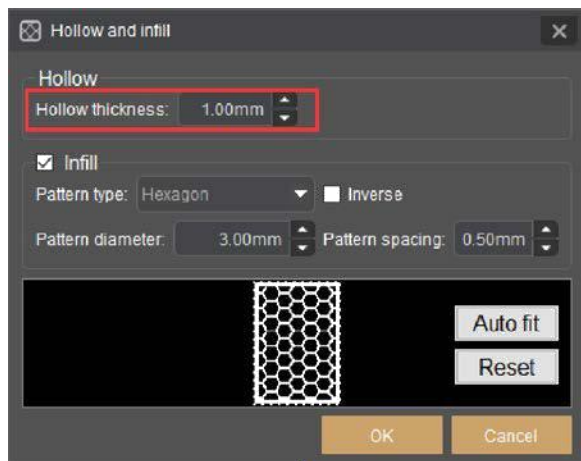 Hollow and infill
Hollow
Hollow thickness: 1.00mm
Infill
Pattern type: Hexagon Inverse
Pattern diameter: 3.00mm Pattern spacing: 0.50mm
Auto fit
Reset
OK Cancel